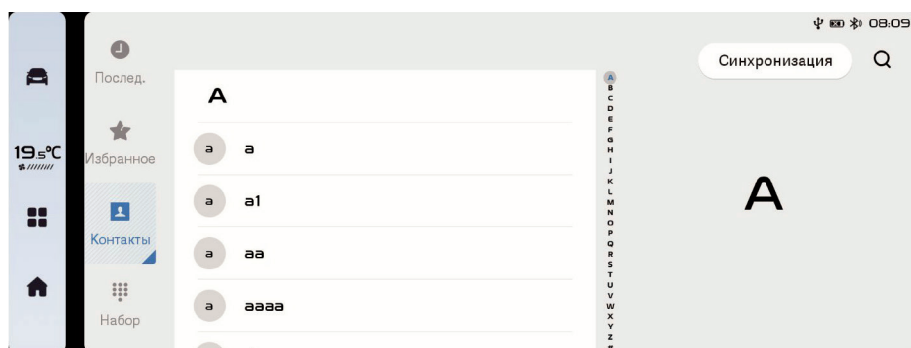 08:09
Синхронизация
19.5°C
Послед.
Избранное
Контакты
Набор
A
a a
a a1
a aa
a aaaa
A
B
C
D
E
F
G
H
I
J
K
L
M
N
O
P
Q
R
S
T
U
V
W
X
Y
Z
#
A